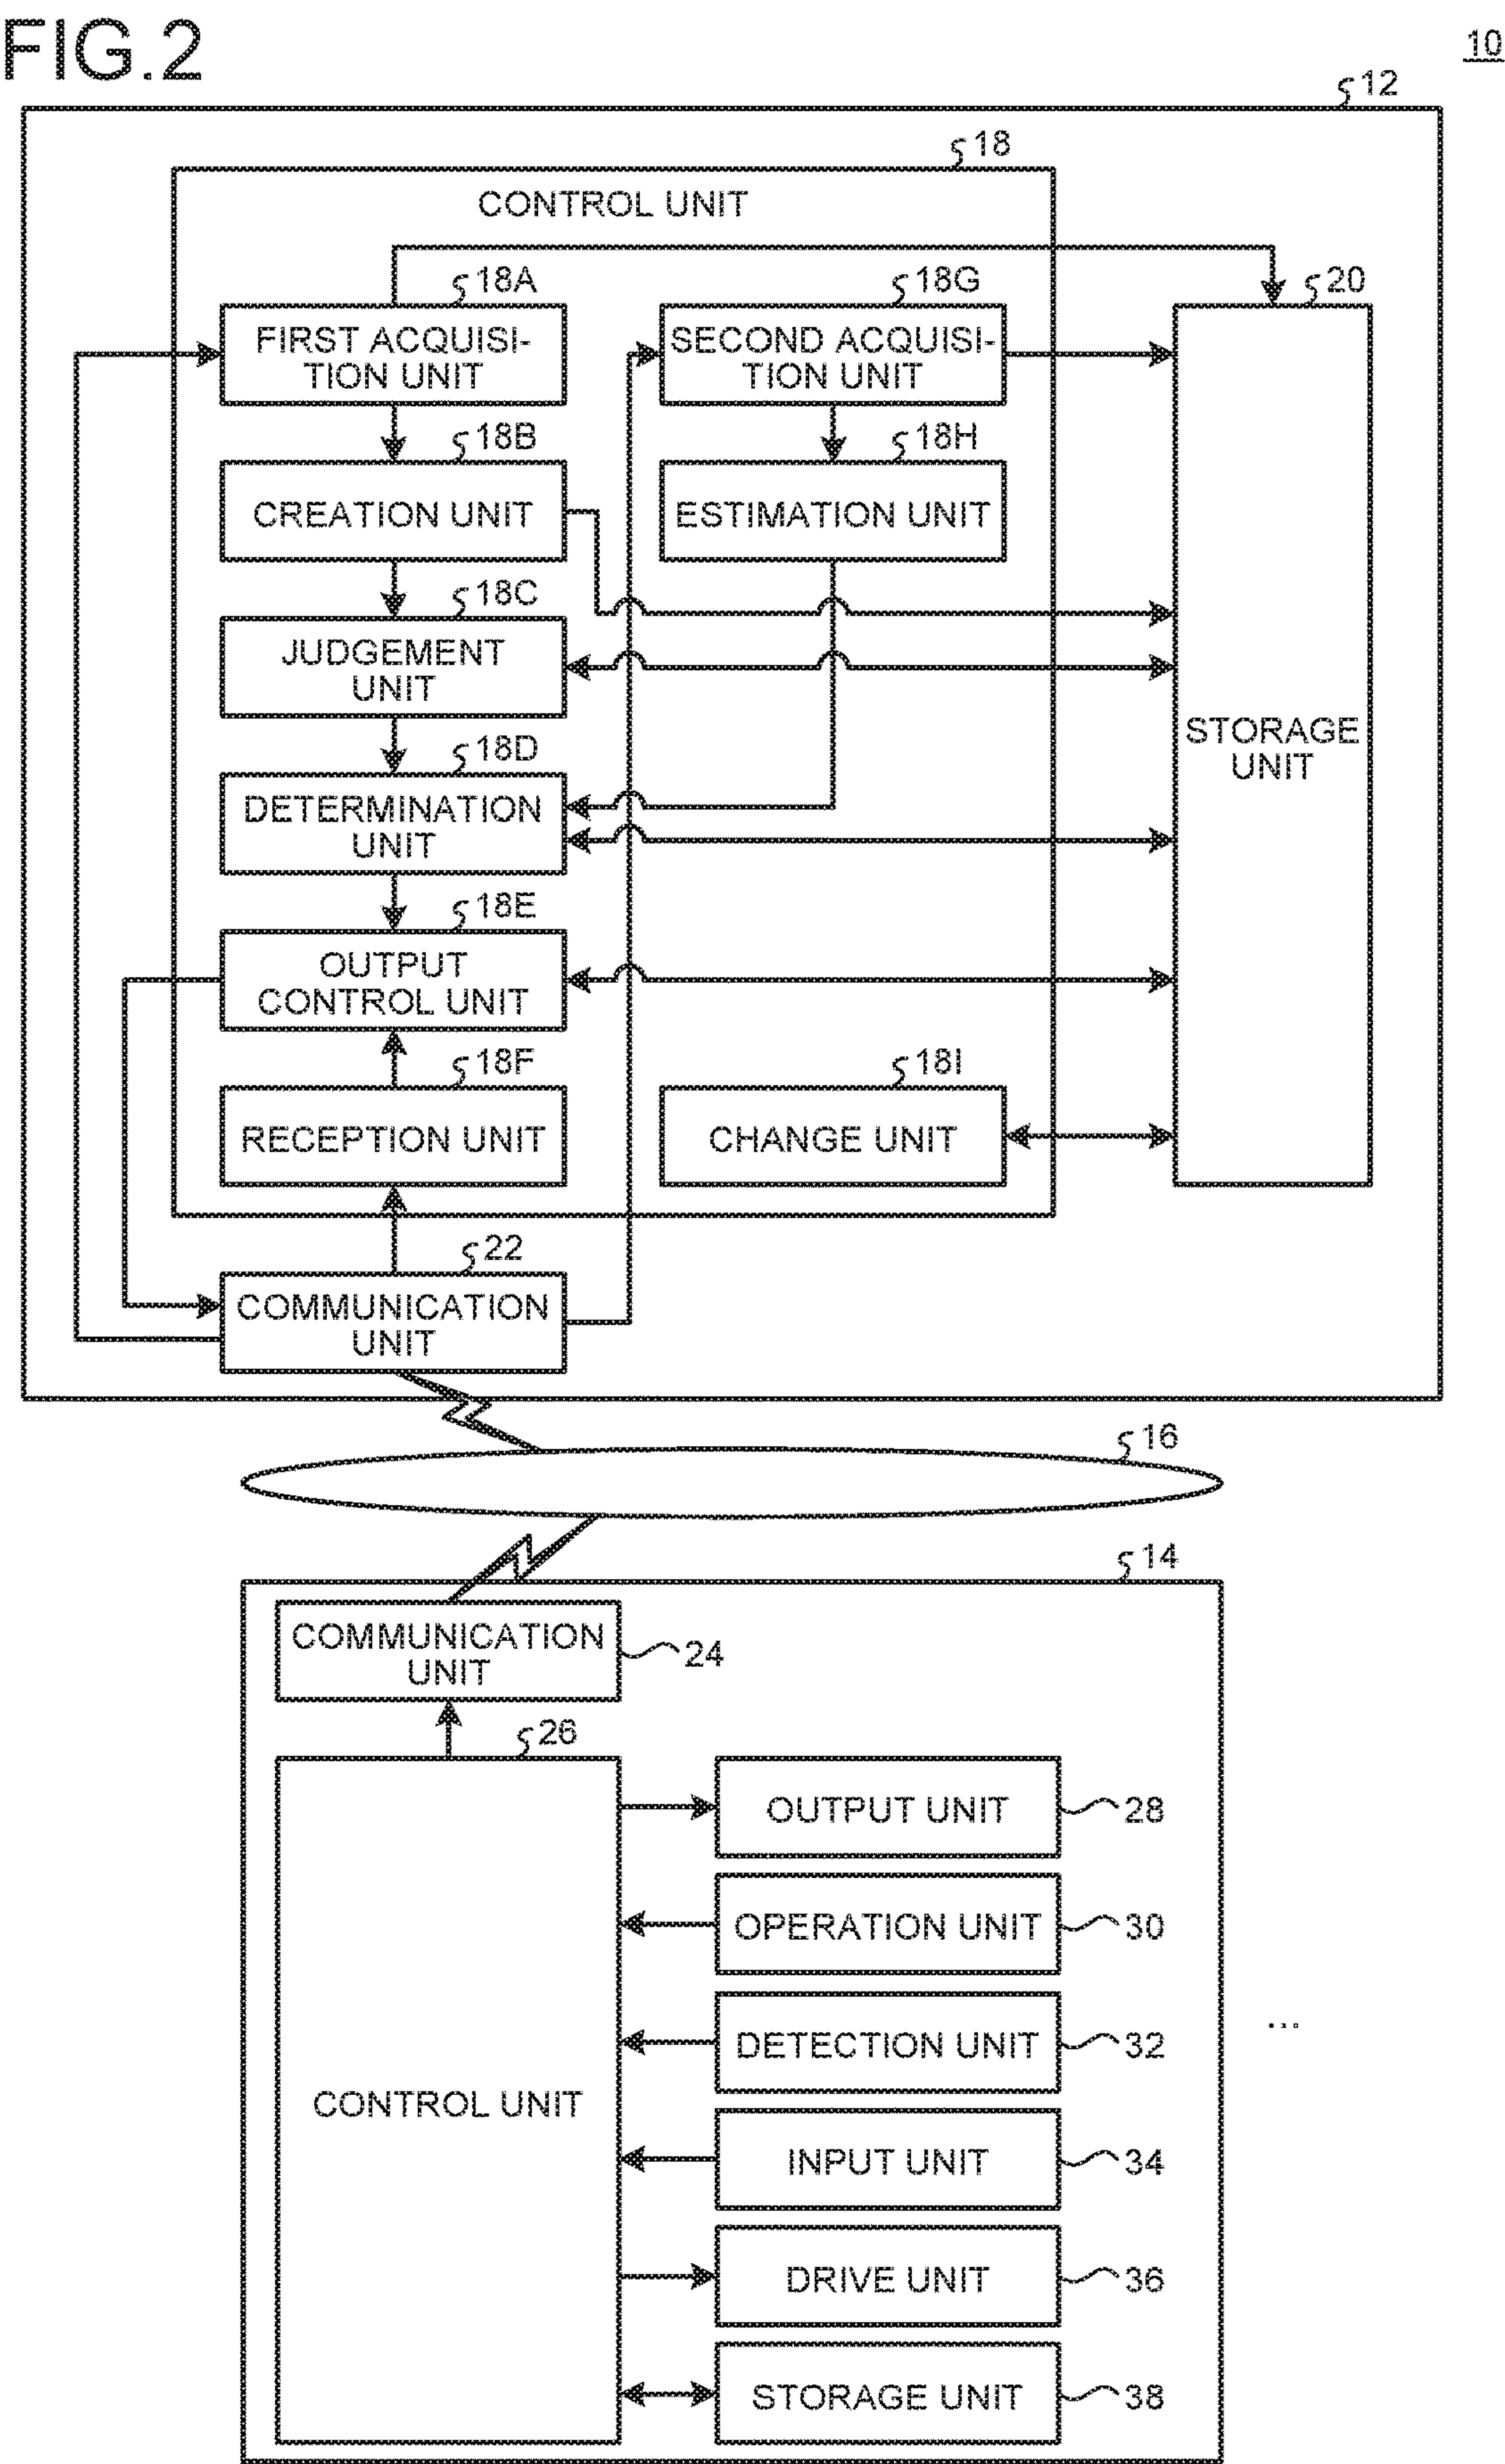 FIG.2
10
12
18
CONTROL UNIT
18A
18G
20
FIRST ACQUISI-
TION UNIT
SECOND ACQUISI-
TION UNIT
18B
18H
CREATION UNIT
ESTIMATION UNIT
18C
JUDGEMENT
UNIT
STORAGE
UNIT
18D
DETERMINATION
UNIT
18E
OUTPUT
CONTROL UNIT
18F
18I
RECEPTION UNIT
CHANGE UNIT
22
COMMUNICATION
UNIT
16
14
COMMUNICATION
UNIT
24
26
CONTROL UNIT
OUTPUT UNIT
28
OPERATION UNIT
30
DETECTION UNIT
32
...
INPUT UNIT
34
DRIVE UNIT
36
STORAGE UNIT
38